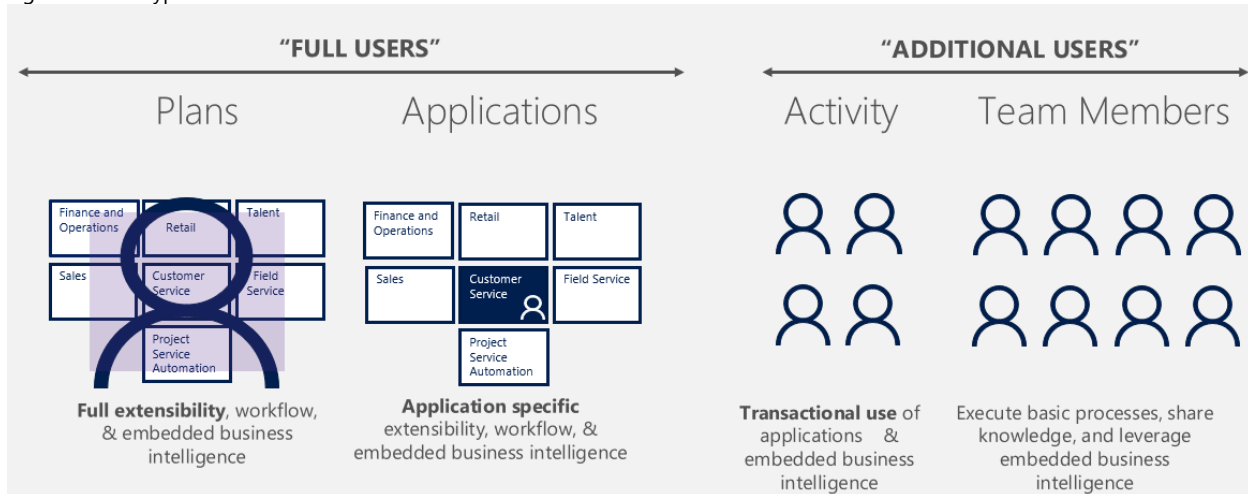 “FULL USERS”
“ADDITIONAL USERS”
Plans
Applications
Activity
Team Members
Finance and
Operations
Retail
Talent
Sales
Customer
Service
Field
Service
Project
Service
Automation
Finance and
Operations
Retail
Talent
Sales
Customer
Service
Field Service
Project
Service
Automation
Full extensibility, workflow,
& embedded business
intelligence
Application specific
extensibility, workflow, &
embedded business intelligence
Transactional use of
applications &
embedded business
intelligence
Execute basic processes, share
knowledge, and leverage
embedded business
intelligence